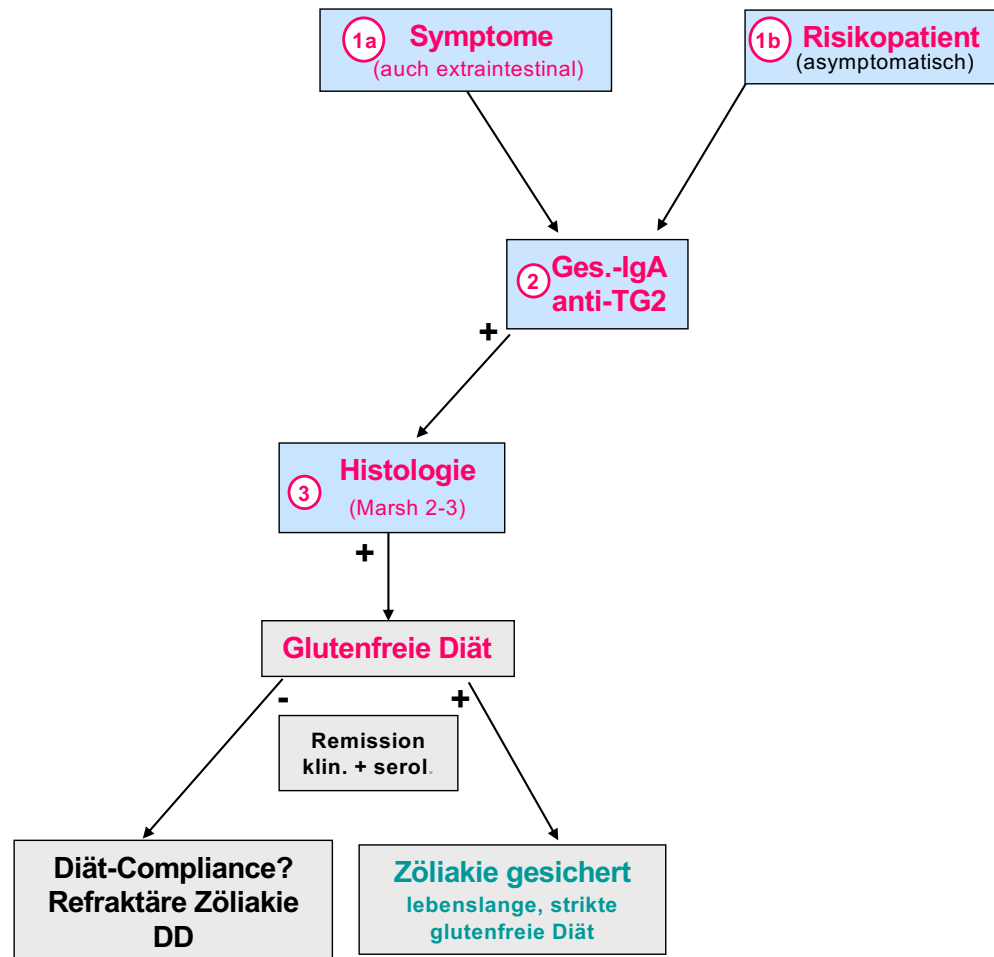 1a Symptome
(auch extraintestinal)
1b Risikopatient
(asymptomatisch)
2 Ges.-IgA
anti-TG2
+
3 Histologie
(Marsh 2-3)
+
Glutenfreie Diät
- +
Remission
klin. + serol.
Diät-Compliance?
Refraktäre Zöliakie
DD
Zöliakie gesichert
lebenslange, strikte
glutenfreie Diät